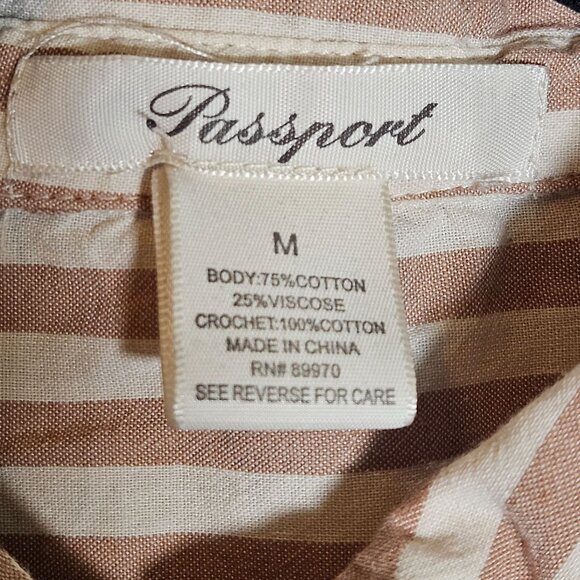 Passport
M
BODY:75%COTTON
25%VISCOSE
CROCHET:100%COTTON
MADE IN CHINA
RN# 89970
SEE REVERSE FOR CARE